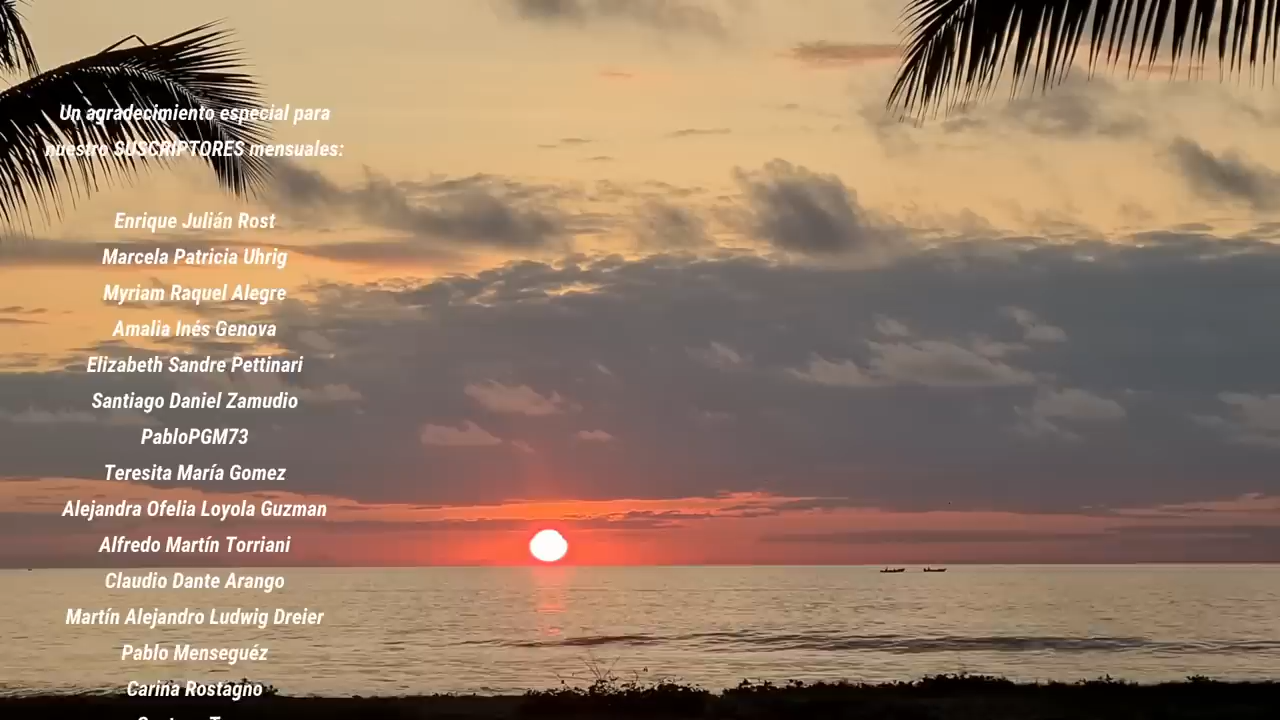 Un agradecimiento especial para
nuestro SUSCRIPTORES mensuales:
Enrique Julián Rost
Marcela Patricia Uhrig
Myriam Raquel Alegre
Amalia Inés Genova
Elizabeth Sandre Pettinari
Santiago Daniel Zamudio
PabloPGM73
Teresita María Gomez
Alejandra Ofelia Loyola Guzman
Alfredo Martín Torriani
Claudio Dante Arango
Martín Alejandro Ludwig Dreier
Pablo Menseguéz
Carina Rostagno